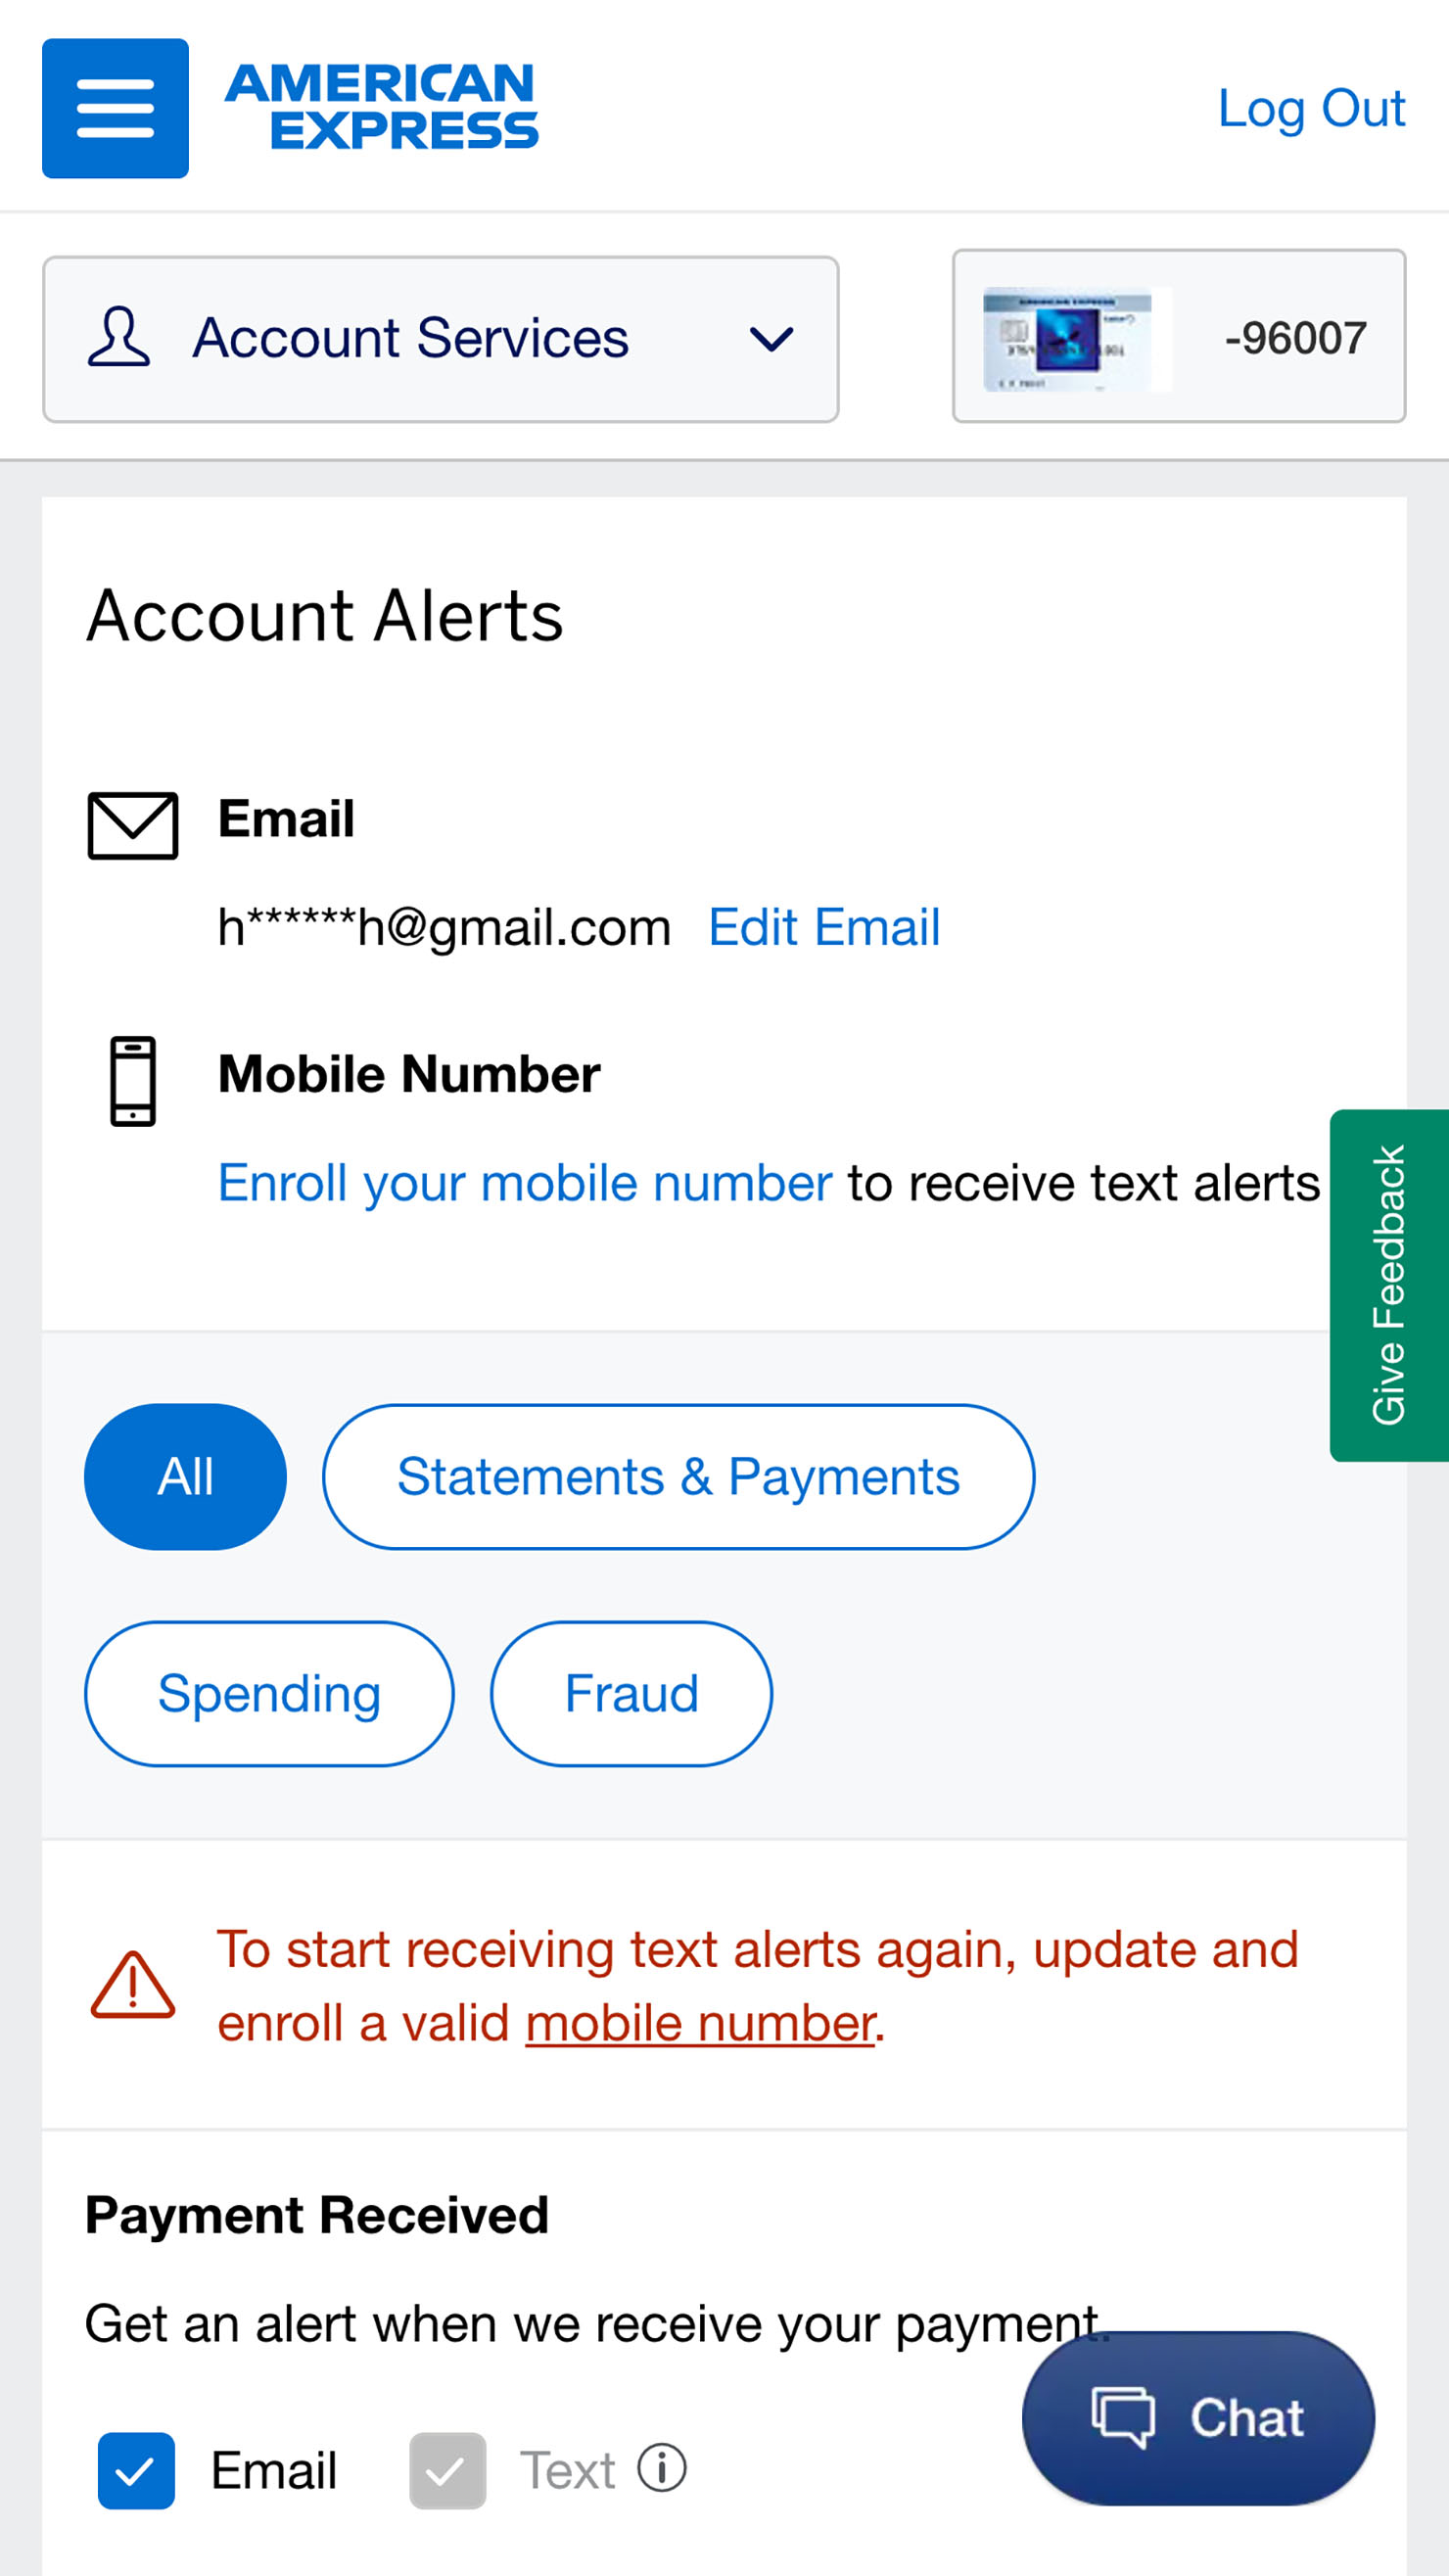 AMERICAN
EXPRESS
Log Out
Account Services
-96007
Account Alerts
Email
h******h@gmail.com Edit Email
Mobile Number
Enroll your mobile number to receive text alerts
Give Feedback
All
Statements & Payments
Spending
Fraud
To start receiving text alerts again, update and
enroll a valid mobile number.
Payment Received
Get an alert when we receive your payment.
Email
Text
Chat